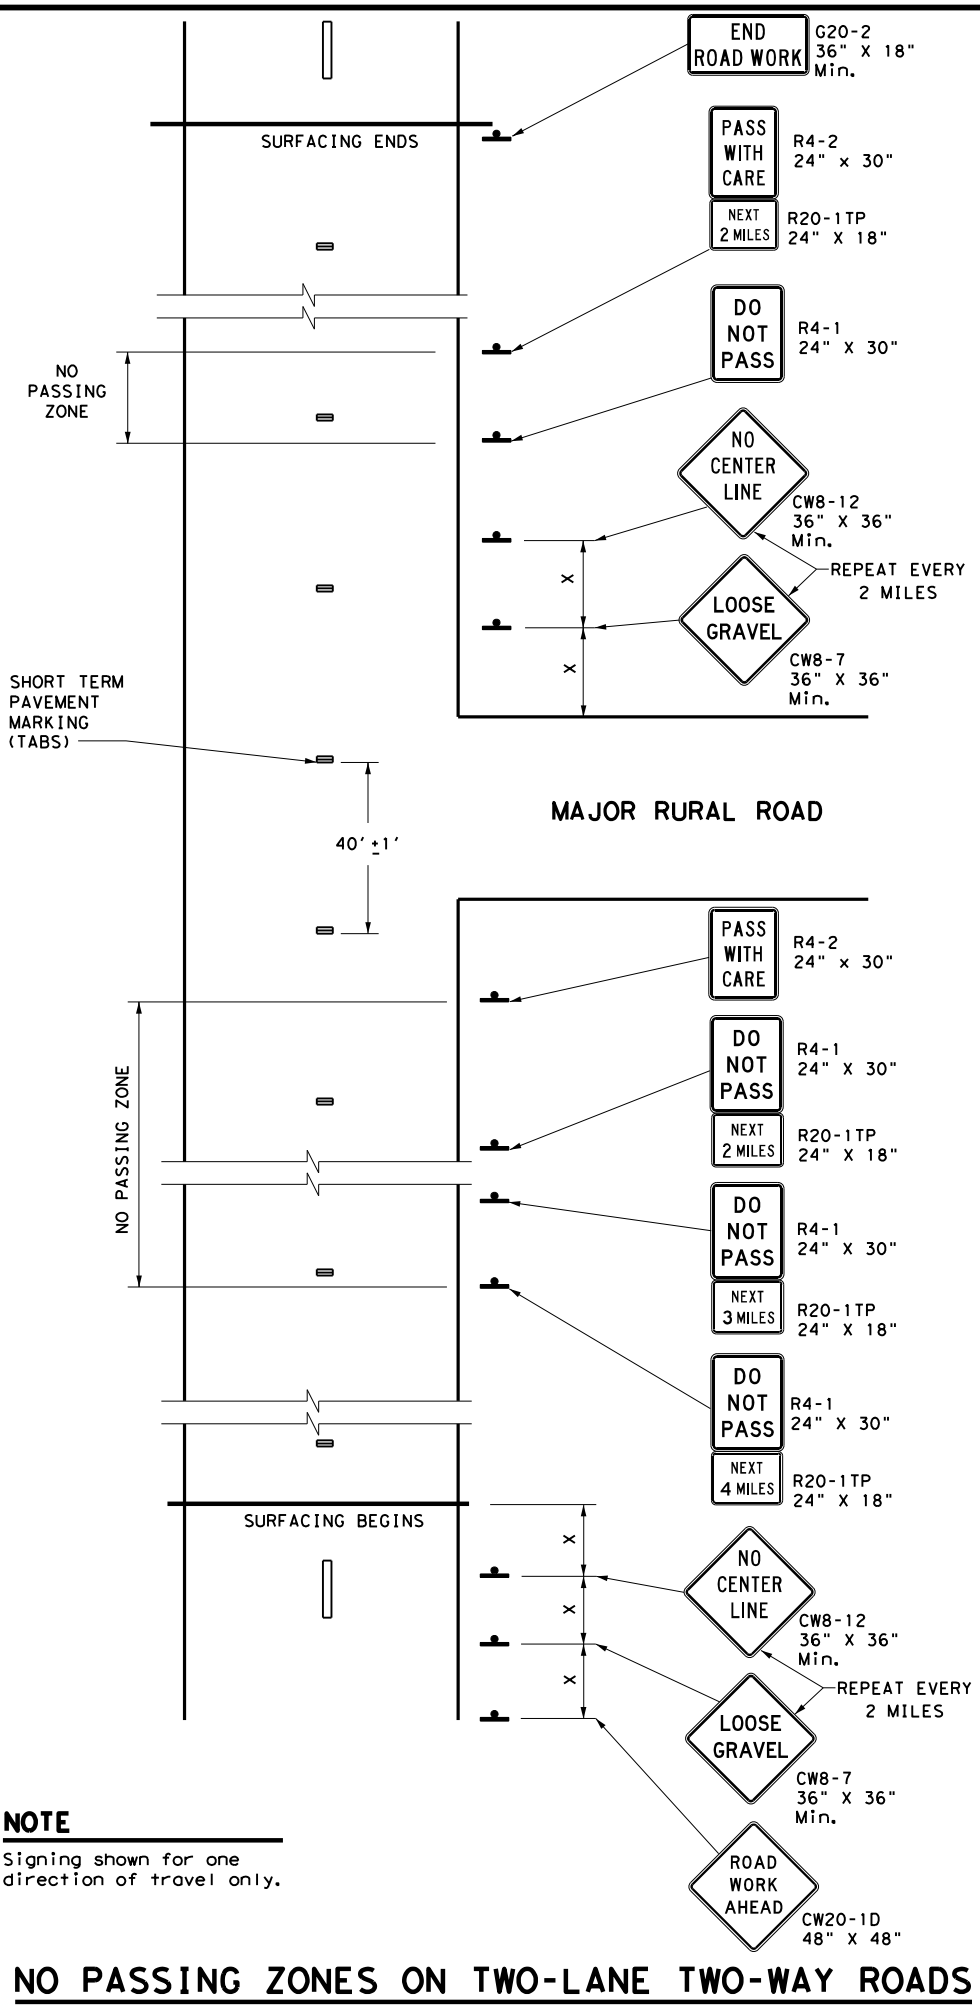 END
ROAD WORK
G20-2
36" X 18"
Min.
SURFACING ENDS
PASS
WITH
CARE
R4-2
24" x 30"
NEXT
2 MILES
R20-1TP
24" X 18"
DO
NOT
PASS
R4-1
24" X 30"
NO
PASSING
ZONE
NO
CENTER
LINE
CW8-12
36" X 36"
Min.
REPEAT EVERY
2 MILES
X
LOOSE
GRAVEL
CW8-7
36" X 36"
Min.
X
SHORT TERM
PAVEMENT
MARKING
(TABS)
MAJOR RURAL ROAD
40' ±1'
PASS
WITH
CARE
R4-2
24" x 30"
NO PASSING ZONE
DO
NOT
PASS
R4-1
24" X 30"
NEXT
2 MILES
R20-1TP
24" X 18"
DO
NOT
PASS
R4-1
24" X 30"
NEXT
3 MILES
R20-1TP
24" X 18"
DO
NOT
PASS
R4-1
24" X 30"
NEXT
4 MILES
R20-1TP
24" X 18"
SURFACING BEGINS
X
NO
CENTER
LINE
CW8-12
36" X 36"
Min.
X
REPEAT EVERY
2 MILES
X
LOOSE
GRAVEL
CW8-7
36" X 36"
Min.
NOTE
Signing shown for one
direction of travel only.
ROAD
WORK
AHEAD
CW20-1D
48" X 48"
NO PASSING ZONES ON TWO-LANE TWO-WAY ROADS